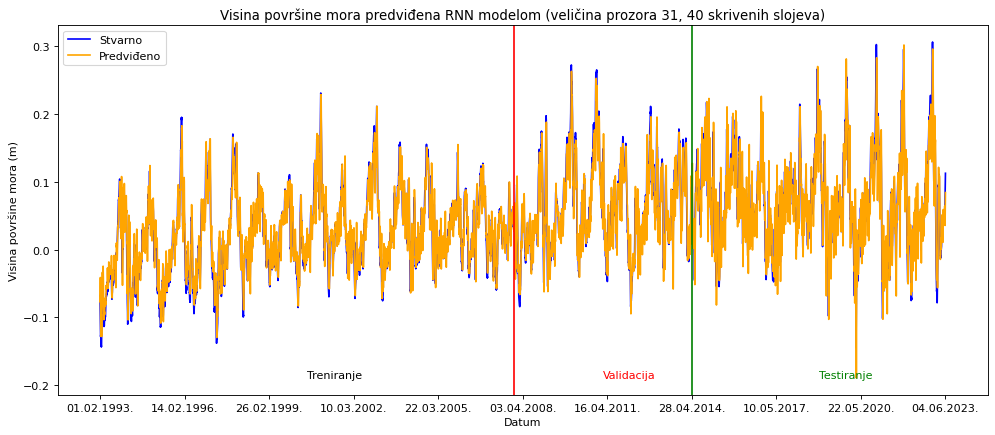 Visina površine mora predviđena RNN modelom (veličina prozora 31, 40 skrivenih slojeva)
Stvarno
Predviđeno
Visina površine mora (m)
0.3
0.2
0.1
0.0
−0.1
−0.2
Treniranje
Validacija
Testiranje
01.02.1993. 14.02.1996. 26.02.1999. 10.03.2002. 22.03.2005. 03.04.2008. 16.04.2011. 28.04.2014. 10.05.2017. 22.05.2020. 04.06.2023.
Datum